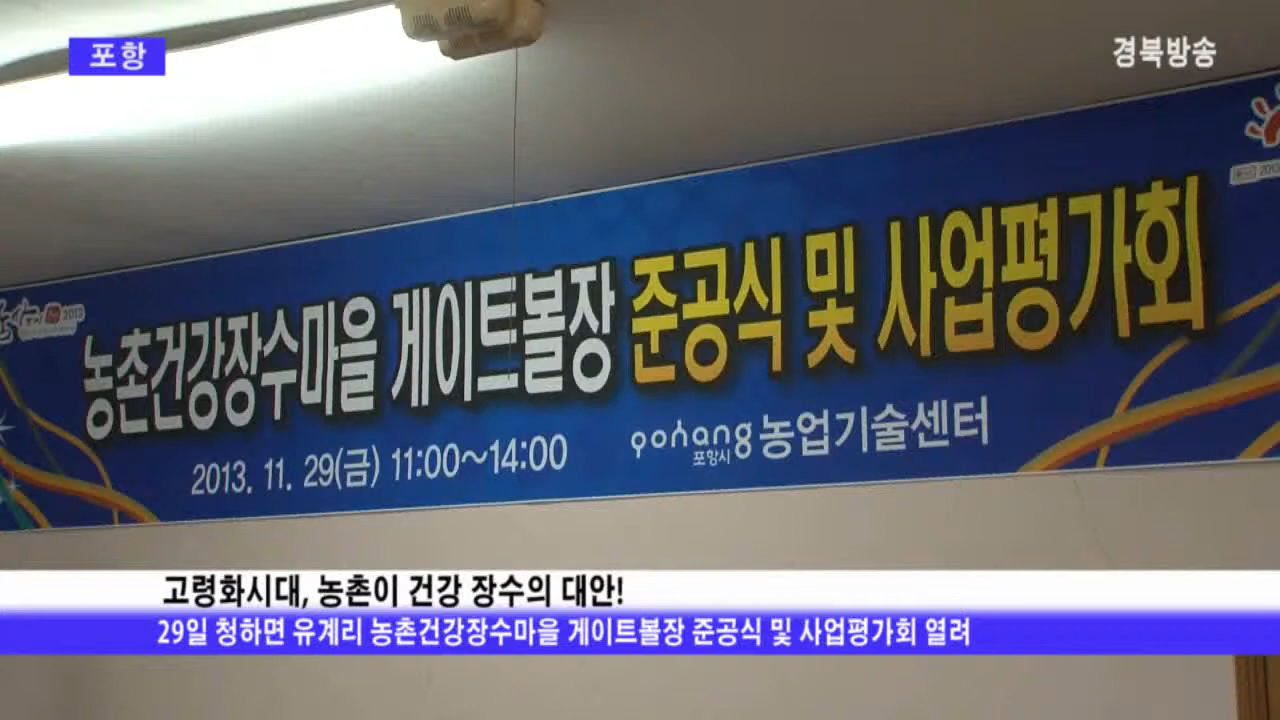 포항
경북방송
2013
농촌건강장수마을 게이트볼장 준공식 및 사업평가회
2013. 11. 29(금) 11:00~14:00
pohang 포항시 농업기술센터
고령화시대, 농촌이 건강 장수의 대안!
29일 청하면 유계리 농촌건강장수마을 게이트볼장 준공식 및 사업평가회 열려